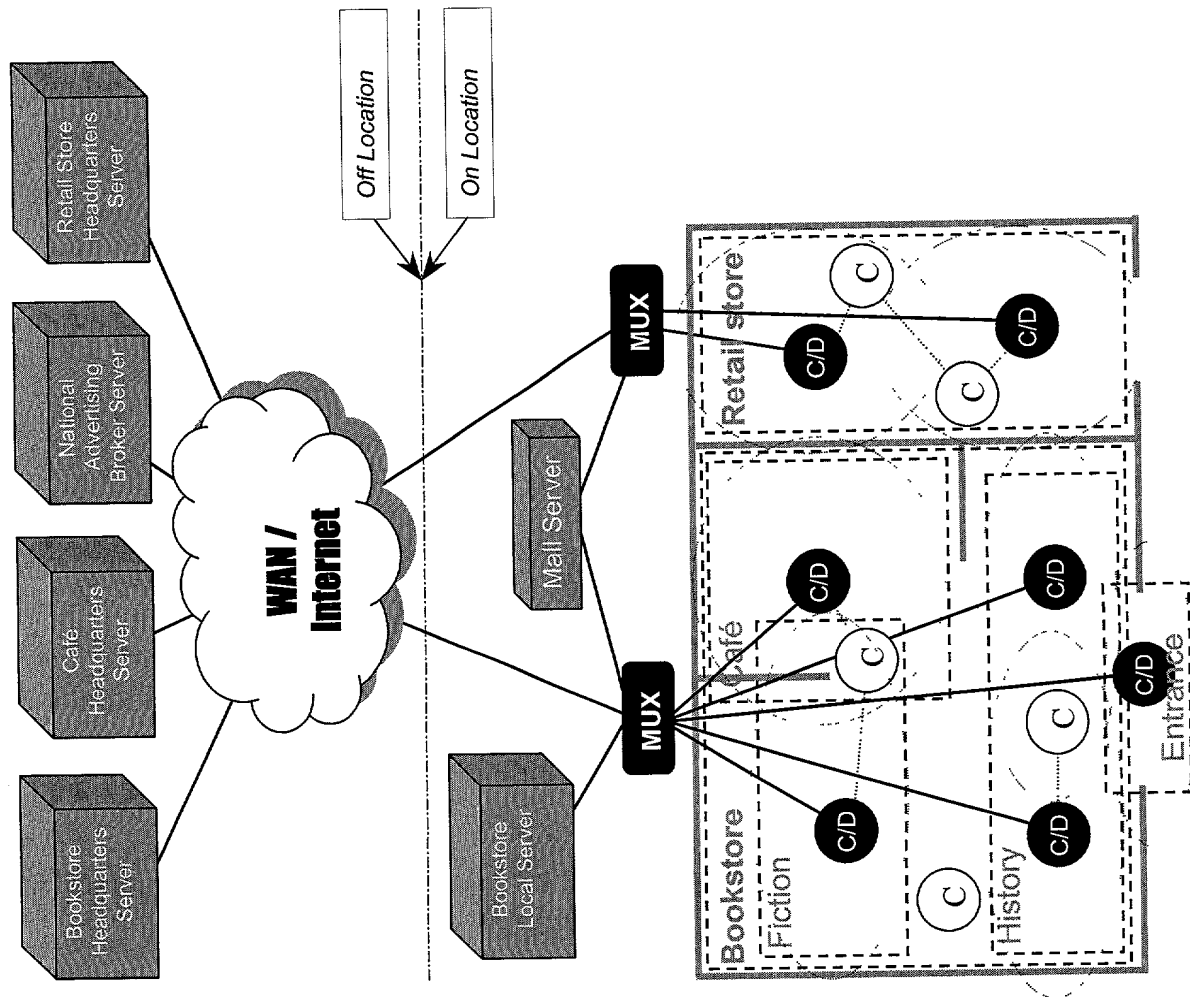 Bookstore
Headquarters
Server
Café
Headquarters
Server
National
Advertising
Broker Server
Retail Store
Headquarters
Server
WAN /
Internet
Off Location
On Location
Bookstore
Local Server
Mall Server
MUX
MUX
Bookstore
Café
Retail store
Fiction
C/D
C
C/D
C/D
C
C
C
C/D
History
C/D
C
C/D
C/D
Entrance